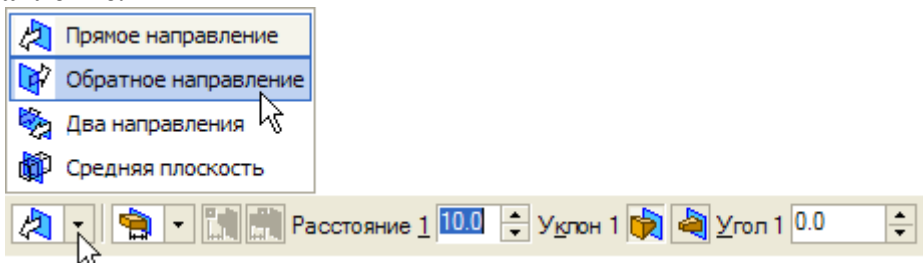 Прямое направление
Обратное направление
Два направления
Средняя плоскость
Расстояние 1 10.0 Уклон 1 Угол 1 0.0